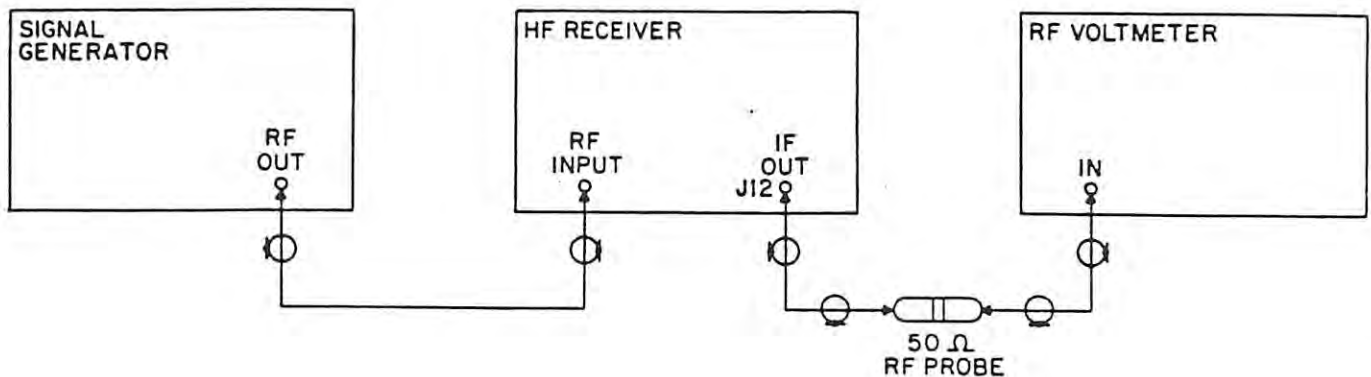 SIGNAL
GENERATOR
RF
OUT
HF RECEIVER
RF
INPUT
IF
OUT
J12
RF VOLTMETER
IN
50 Ω
RF PROBE